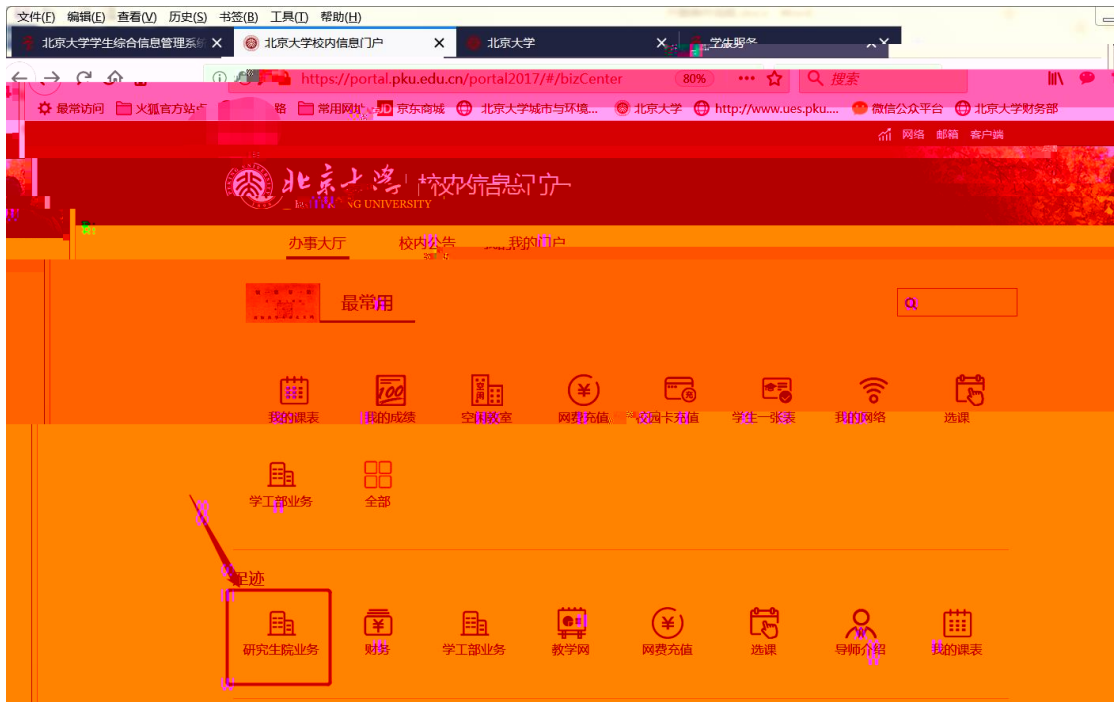 文件(F) 编辑(E) 查看(V) 历史(S) 书签(B) 工具(T) 帮助(H)
北京大学学生综合信息管理系统 × 北京大学校内信息门户 × 北京大学 × 学生服务 ×
https://portal.pku.edu.cn/portal2017/#/bizCenter 80% 搜索
最常访问 火狐官方站点 常用网址 JD 京东商城 北京大学城市与环境... 北京大学 http://www.ues.pku.... 微信公众平台 北京大学财务部
网络 邮箱 客户端
北京大学 校内信息门户
UNIVERSITY
办事大厅 校内公告 我的门户
最常用
我的课表 我的成绩 空闲教室 网费充值 校园卡充值 学生一张表 我的网络 选课
学工部业务 全部
足迹
研究生院业务 财务 学工部业务 教学网 网费充值 选课 导师介绍 我的课表